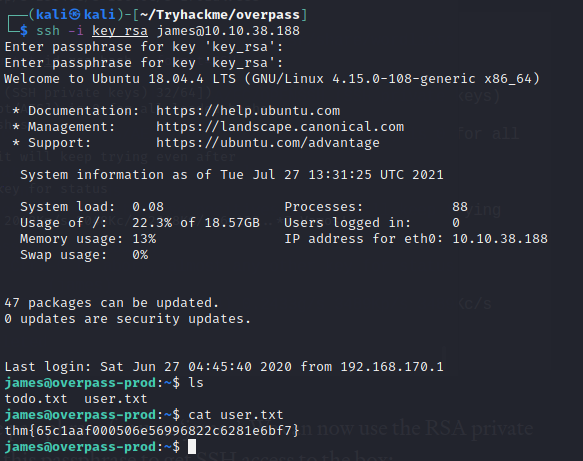 (kali㉿kali)-[~/Tryhackme/overpass]
$ ssh -i key_rsa james@10.10.38.188
Enter passphrase for key 'key_rsa':
Enter passphrase for key 'key_rsa':
Welcome to Ubuntu 18.04.4 LTS (GNU/Linux 4.15.0-108-generic x86_64)
* Documentation: https://help.ubuntu.com
* Management: https://landscape.canonical.com
* Support: https://ubuntu.com/advantage
System information as of Tue Jul 27 13:31:25 UTC 2021
System load: 0.08 Processes: 88
Usage of /: 22.3% of 18.57GB Users logged in: 0
Memory usage: 13% IP address for eth0: 10.10.38.188
Swap usage: 0%
47 packages can be updated.
0 updates are security updates.
Last login: Sat Jun 27 04:45:40 2020 from 192.168.170.1
james@overpass-prod:~$ ls
todo.txt user.txt
james@overpass-prod:~$ cat user.txt
thm{65c1aaf000506e56996822c6281e6bf7}
james@overpass-prod:~$